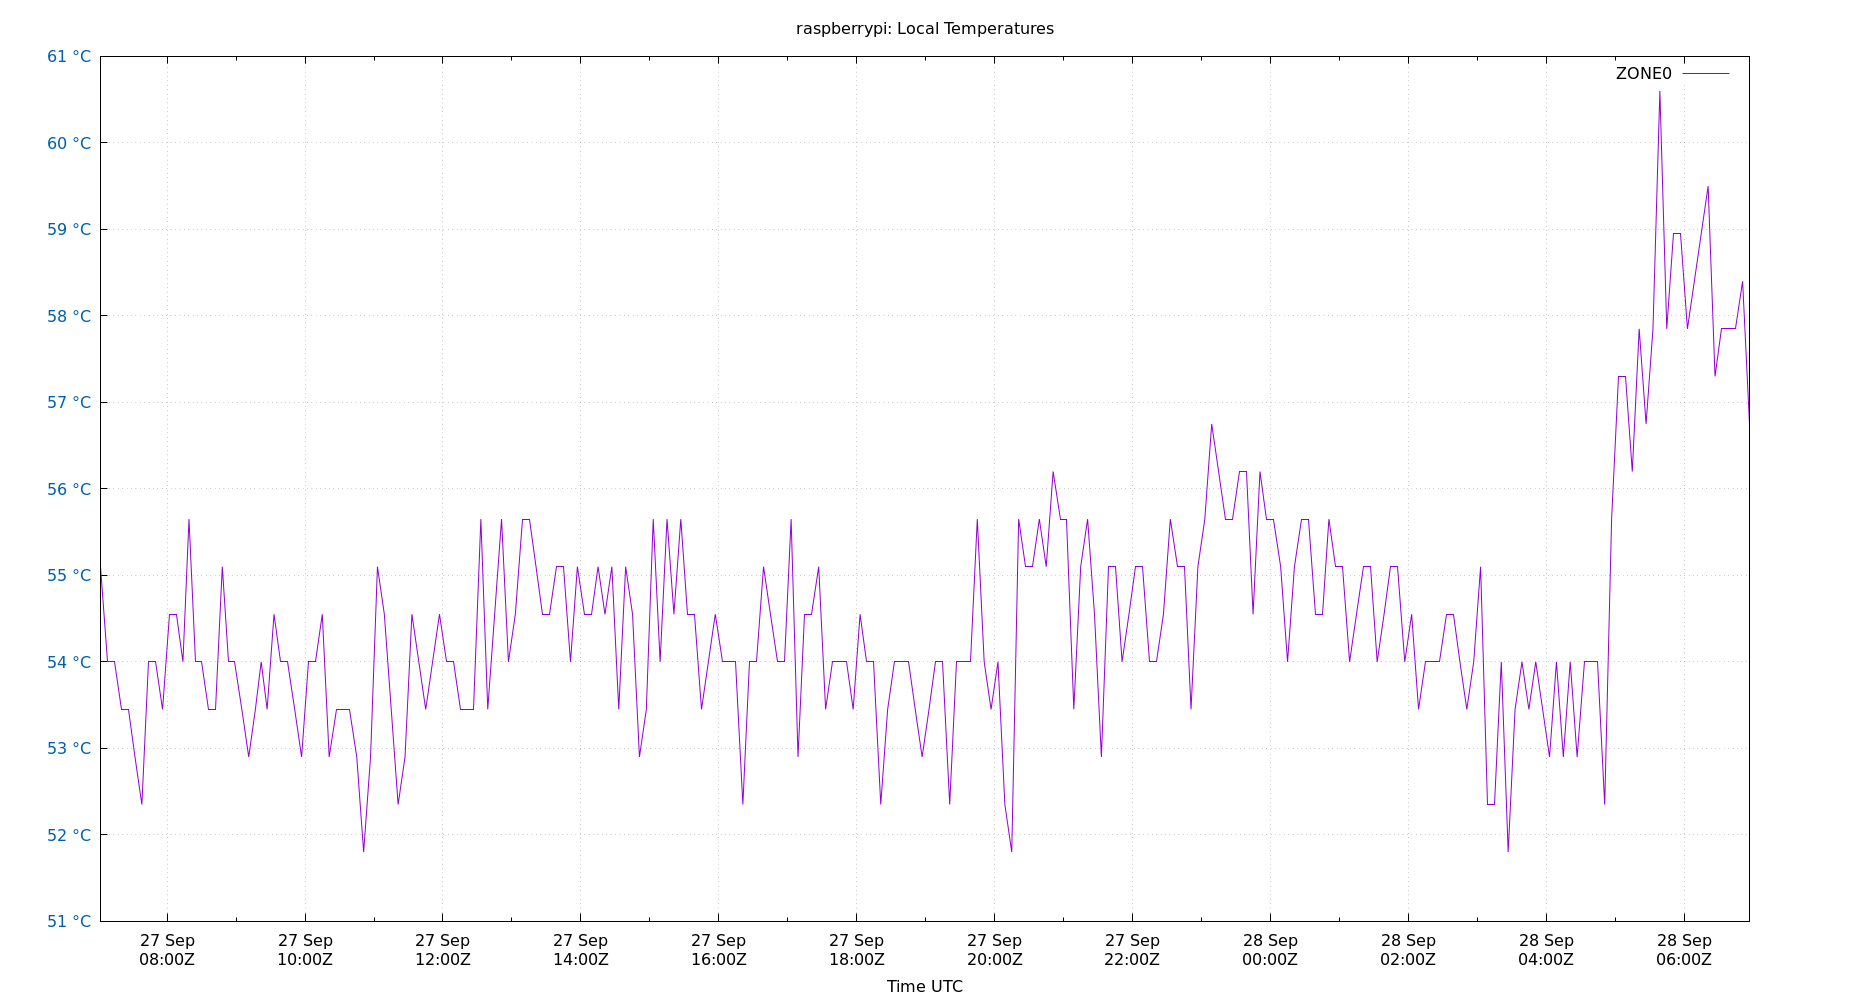 raspberrypi: Local Temperatures
61 °C
ZONE0
60 °C
59 °C
58 °C
57 °C
56 °C
55 °C
54 °C
53 °C
52 °C
51 °C
27 Sep 27 Sep 27 Sep 27 Sep 27 Sep 27 Sep 27 Sep 27 Sep 28 Sep 28 Sep 28 Sep 28 Sep
08:00Z 10:00Z 12:00Z 14:00Z 16:00Z 18:00Z 20:00Z 22:00Z 00:00Z 02:00Z 04:00Z 06:00Z
Time UTC